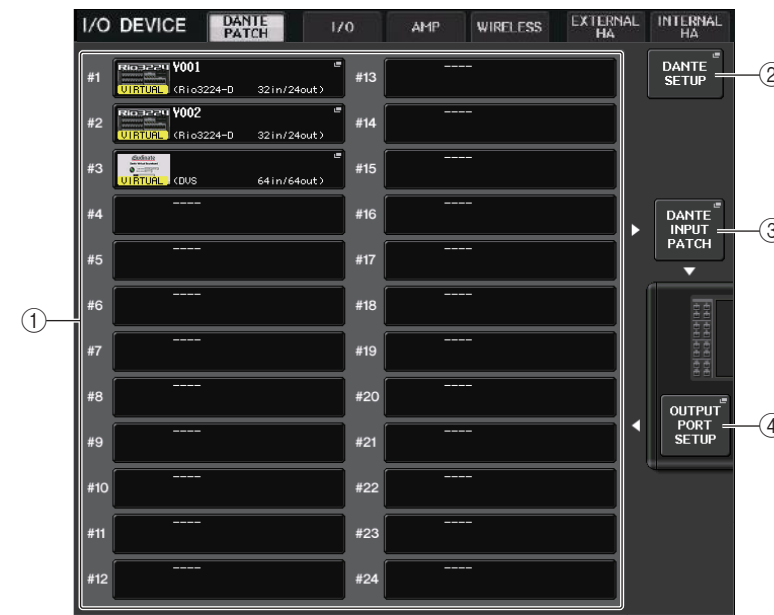 I/O DEVICE DANTE PATCH I/O AMP WIRELESS EXTERNAL HA INTERNAL HA
#1 Rio3224 Y001
VIRTUAL (Rio3224-D 32in/24out)
#2 Rio3224 Y002
VIRTUAL (Rio3224-D 32in/24out)
#3
VIRTUAL (DVS 64in/64out)
#4 ----
#5 ----
#6 ----
#7 ----
#8 ----
#9 ----
#10 ----
#11 ----
#12 ----
#13 ----
#14 ----
#15 ----
#16 ----
#17 ----
#18 ----
#19 ----
#20 ----
#21 ----
#22 ----
#23 ----
#24 ----
①
DANTE
SETUP
②
DANTE
INPUT
PATCH
③
OUTPUT
PORT
SETUP
④